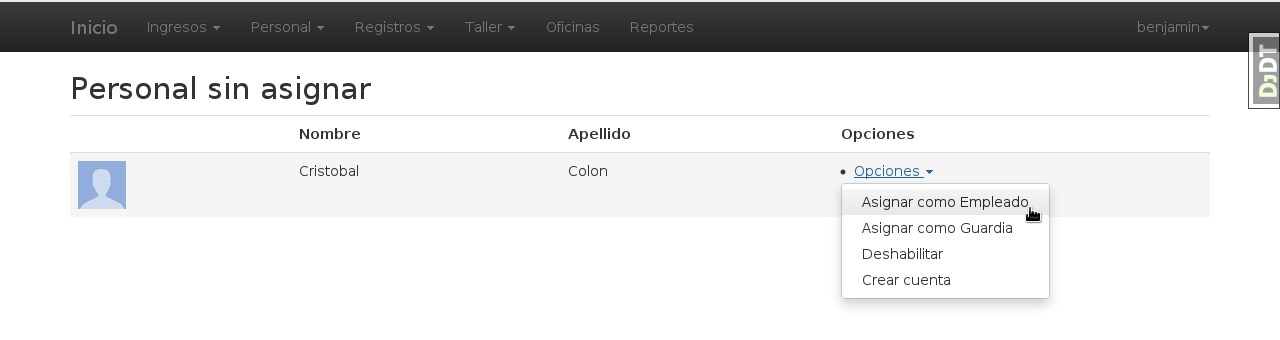 Inicio Ingresos Personal Registros Taller Oficinas Reportes benjamin
DjDT
Personal sin asignar
Nombre Apellido Opciones
Cristobal Colon Opciones
Asignar como Empleado
Asignar como Guardia
Deshabilitar
Crear cuenta